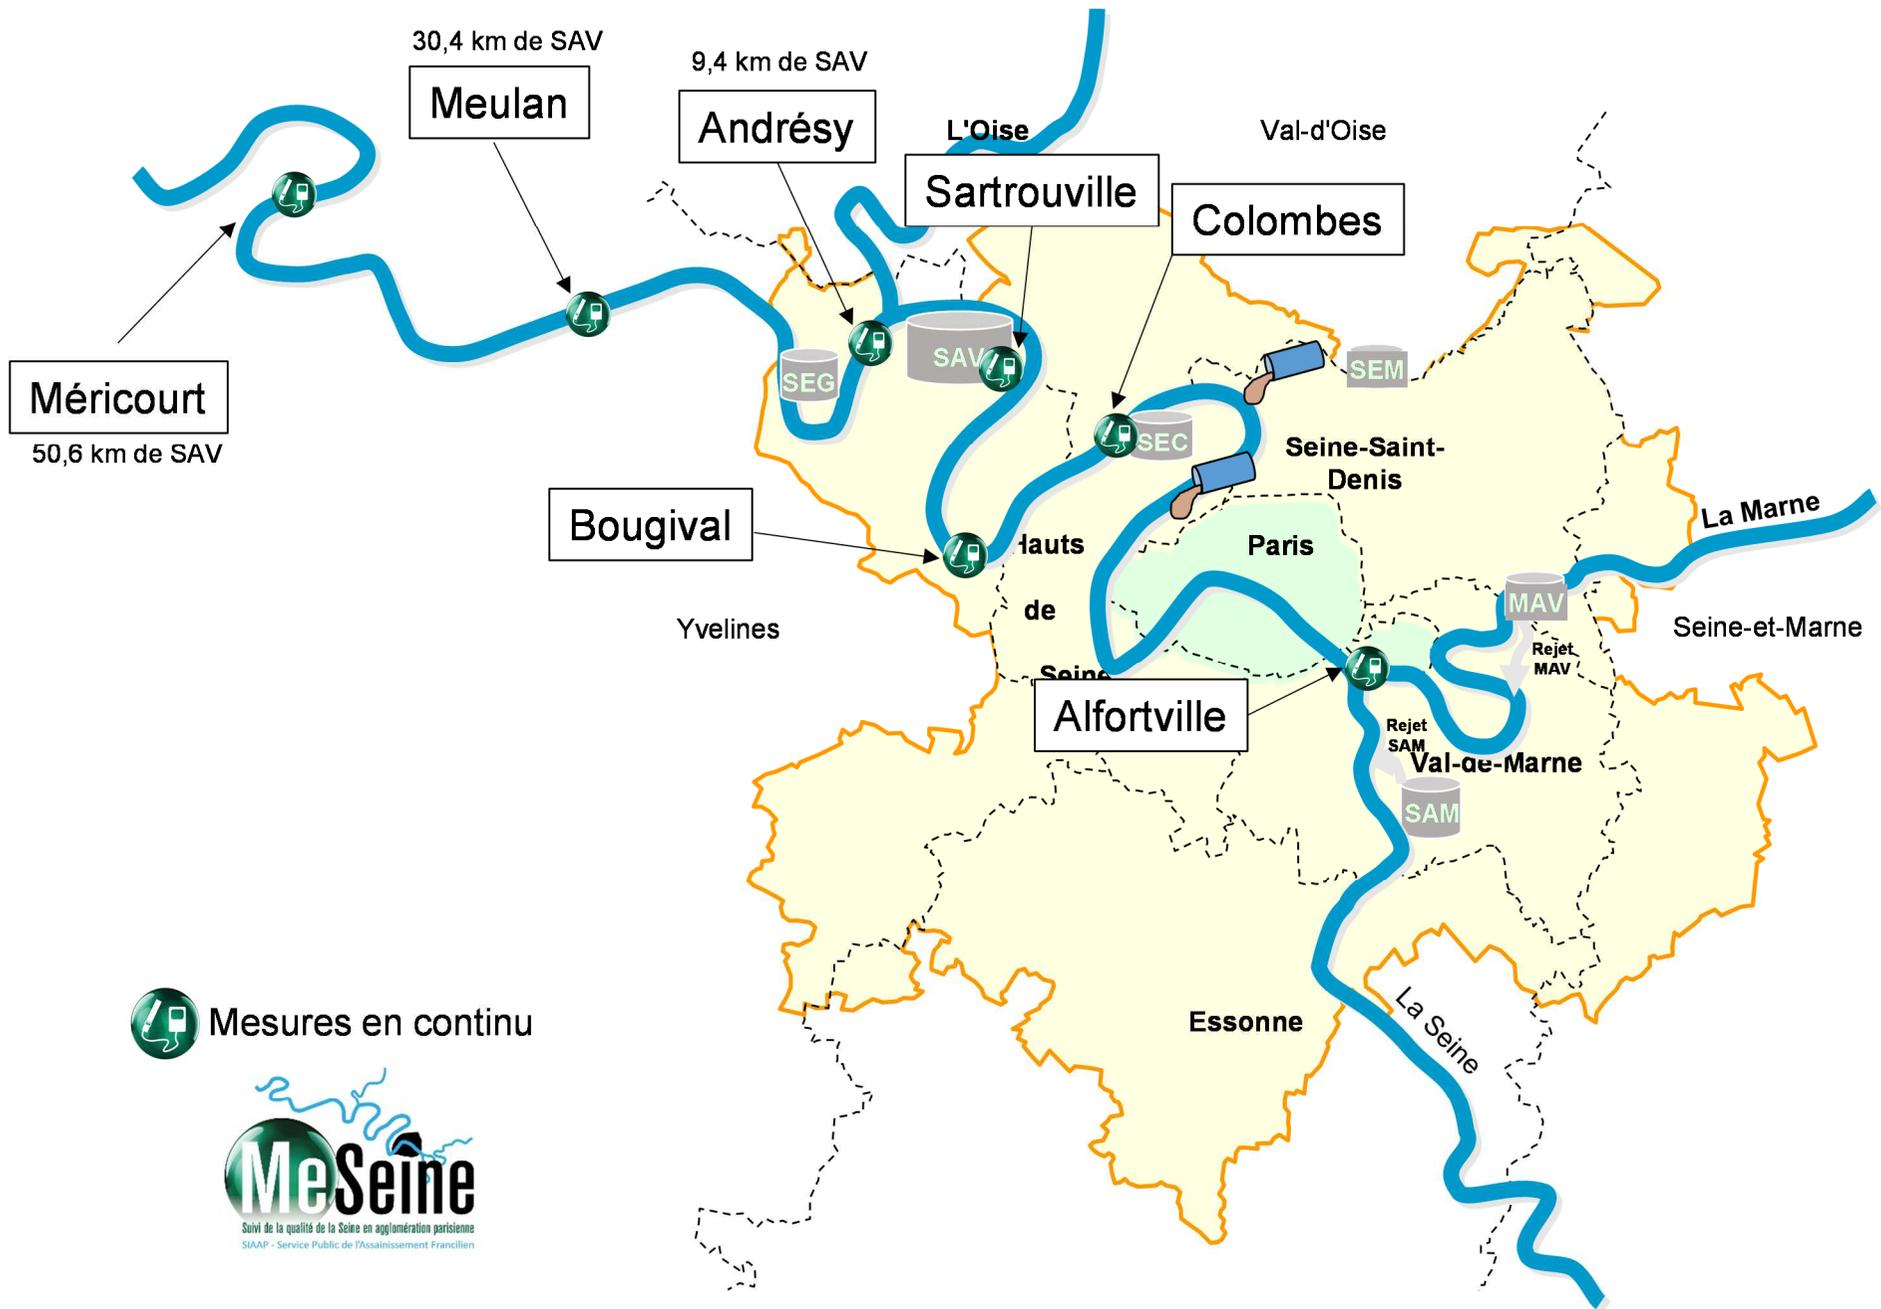 30,4 km de SAV
Meulan
9,4 km de SAV
Andrésy
L'Oise
Val-d'Oise
Sartrouville
Colombes
Méricourt
50,6 km de SAV
SEG
SAV
SEM
SEC
Seine-Saint-
Denis
La Marne
Bougival
Hauts
de
Seine
Paris
MAV
Yvelines
Seine-et-Marne
Rejet
MAV
Alfortville
Rejet
SAM
Val-de-Marne
SAM
La Seine
Essonne
Mesures en continu
MeSeine
Suivi de la qualité de la Seine en agglomération parisienne
SIAAP - Service Public de l'Assainissement Francilien